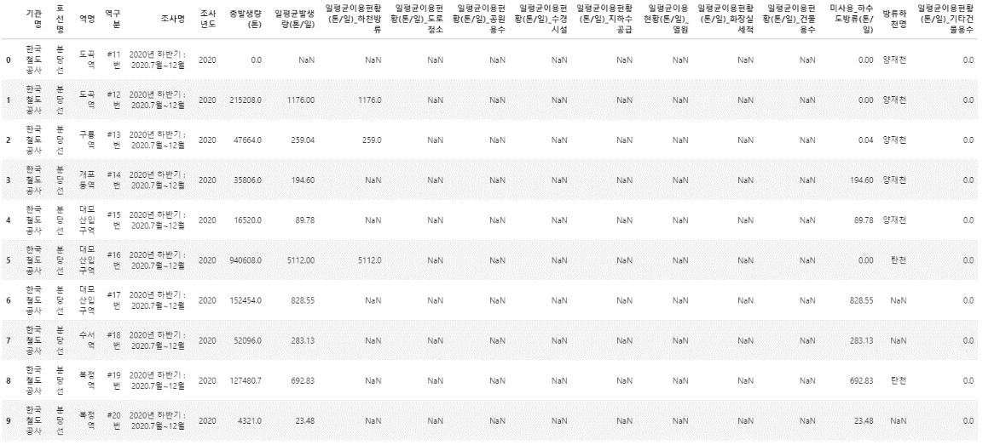 기관명 호선명 역명 역구분 조사명 조사년도 총발생량(톤) 일평균발생량(톤/일) 일평균이용현황(톤/일)_하천방류 일평균이용현황(톤/일)_도로청소 일평균이용현황(톤/일)_공원용수 일평균이용현황(톤/일)_수경시설 일평균이용현황(톤/일)_지하수공급 일평균이용현황(톤/일)_열원 일평균이용현황(톤/일)_화장실세척 일평균이용현황(톤/일)_건물용수 미사용_하수도방류(톤/일) 방류하천명 일평균이용현황(톤/일)_기타건물용수
0 한국철도공사 분당선 도곡역 #11번 2020년 하반기 : 2020.7월~12월 2020 0.0 NaN NaN NaN NaN NaN NaN NaN NaN NaN 0.00 양재천 0.0
1 한국철도공사 분당선 도곡역 #12번 2020년 하반기 : 2020.7월~12월 2020 215208.0 1176.00 1176.0 NaN NaN NaN NaN NaN NaN NaN 0.00 양재천 0.0
2 한국철도공사 분당선 구룡역 #13번 2020년 하반기 : 2020.7월~12월 2020 47664.0 259.04 259.0 NaN NaN NaN NaN NaN NaN NaN 0.04 양재천 0.0
3 한국철도공사 분당선 개포동역 #14번 2020년 하반기 : 2020.7월~12월 2020 35806.0 194.60 NaN NaN NaN NaN NaN NaN NaN NaN 194.60 양재천 0.0
4 한국철도공사 분당선 대모산입구역 #15번 2020년 하반기 : 2020.7월~12월 2020 16520.0 89.78 NaN NaN NaN NaN NaN NaN NaN NaN 89.78 양재천 0.0
5 한국철도공사 분당선 대모산입구역 #16번 2020년 하반기 : 2020.7월~12월 2020 940608.0 5112.00 5112.0 NaN NaN NaN NaN NaN NaN NaN 0.00 탄천 0.0
6 한국철도공사 분당선 대모산입구역 #17번 2020년 하반기 : 2020.7월~12월 2020 152454.0 828.55 NaN NaN NaN NaN NaN NaN NaN NaN 828.55 NaN 0.0
7 한국철도공사 분당선 수서역 #18번 2020년 하반기 : 2020.7월~12월 2020 52096.0 283.13 NaN NaN NaN NaN NaN NaN NaN NaN 283.13 NaN 0.0
8 한국철도공사 분당선 복정역 #19번 2020년 하반기 : 2020.7월~12월 2020 127480.7 692.83 NaN NaN NaN NaN NaN NaN NaN NaN 692.83 탄천 0.0
9 한국철도공사 분당선 복정역 #20번 2020년 하반기 : 2020.7월~12월 2020 4321.0 23.48 NaN NaN NaN NaN NaN NaN NaN NaN 23.48 NaN 0.0